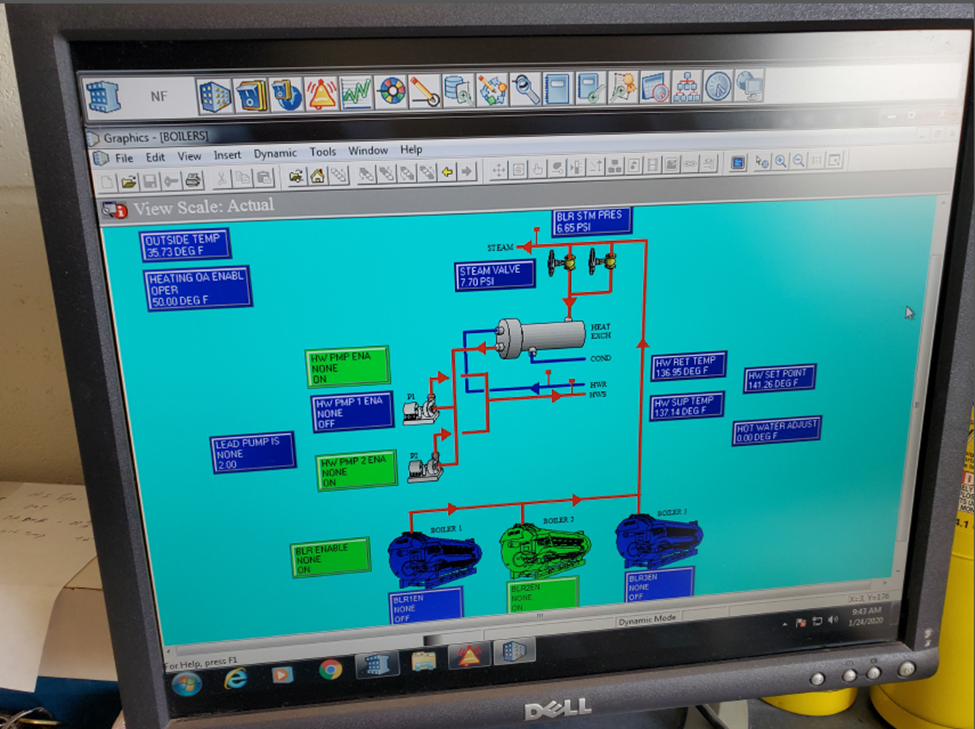 NF
Graphics - [BOILERS]
File Edit View Insert Dynamic Tools Window Help
View Scale: Actual
OUTSIDE TEMP
35.73 DEG F
HEATING OA ENABL
OPER
50.00 DEG F
BLR STM PRES
6.65 PSI
STEAM
STEAM VALVE
7.70 PSI
HEAT
EXCH
COND
HWR
HWS
HW PMP ENA
NONE
ON
HW PMP 1 ENA
NONE
OFF
P1
LEAD PUMP IS
NONE
2.00
HW PMP 2 ENA
NONE
ON
P2
HW RET TEMP
136.95 DEG F
HW SUP TEMP
137.14 DEG F
HW SET POINT
141.26 DEG F
HOT WATER ADJUST
0.00 DEG F
BLR ENABLE
NONE
ON
BOILER 1
BOILER 2
BOILER 3
BLR1EN
NONE
OFF
BLR2EN
NONE
ON
BLR3EN
NONE
OFF
For Help, press F1
Dynamic Mode
9:43 AM
1/24/2020
DELL